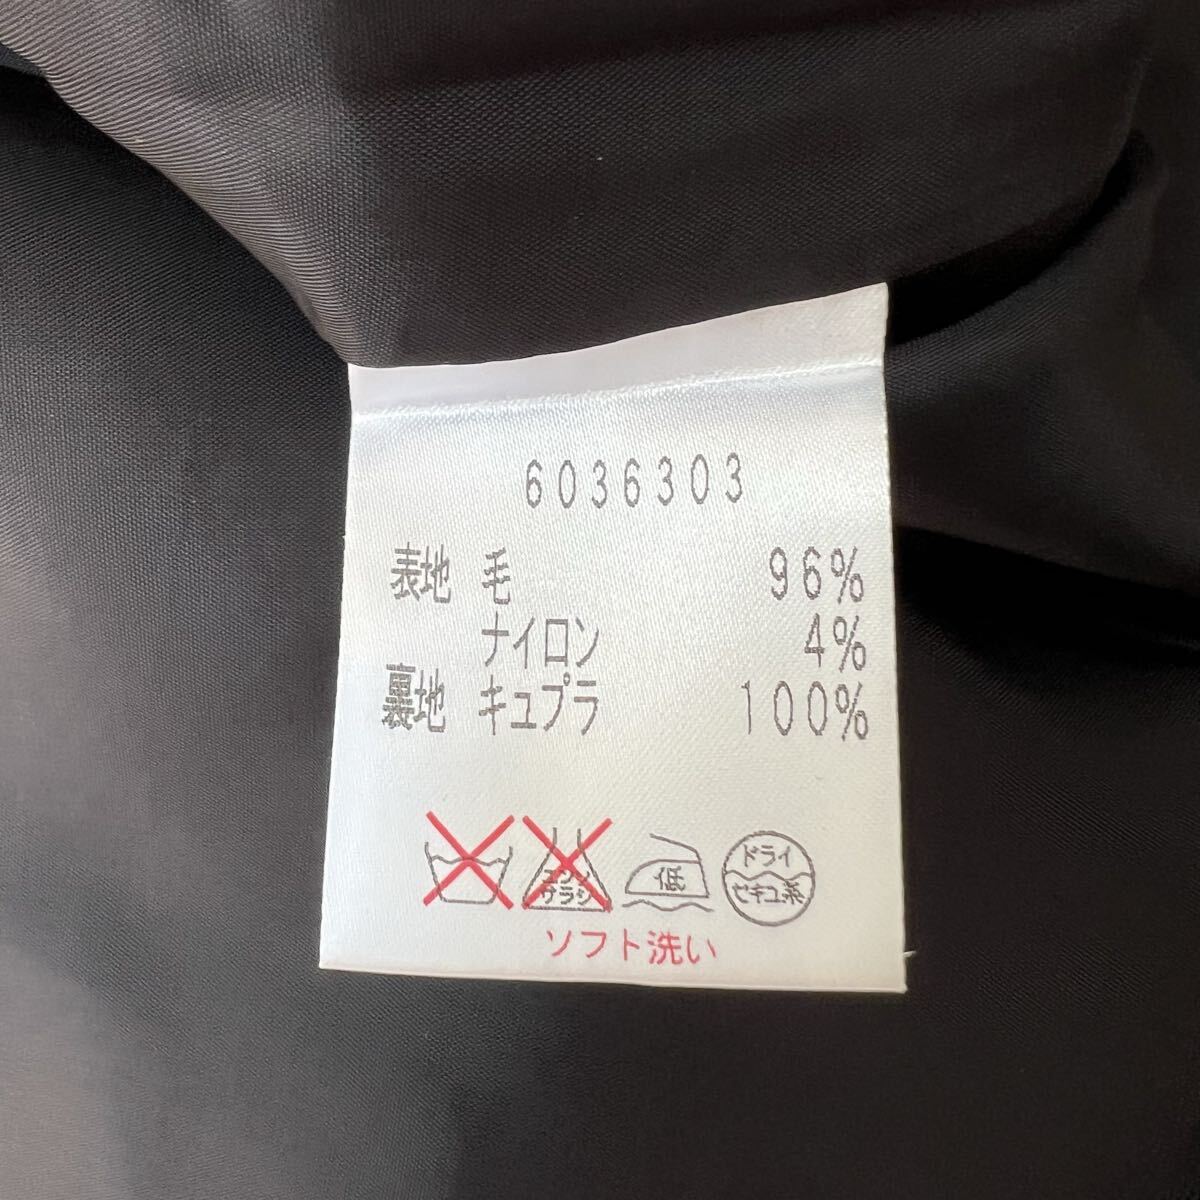 6036303
表地 毛 96%
ナイロン 4%
裏地 キュプラ 100%
エンソ サラシ
低
ドライ
セキユ系
ソフト洗い